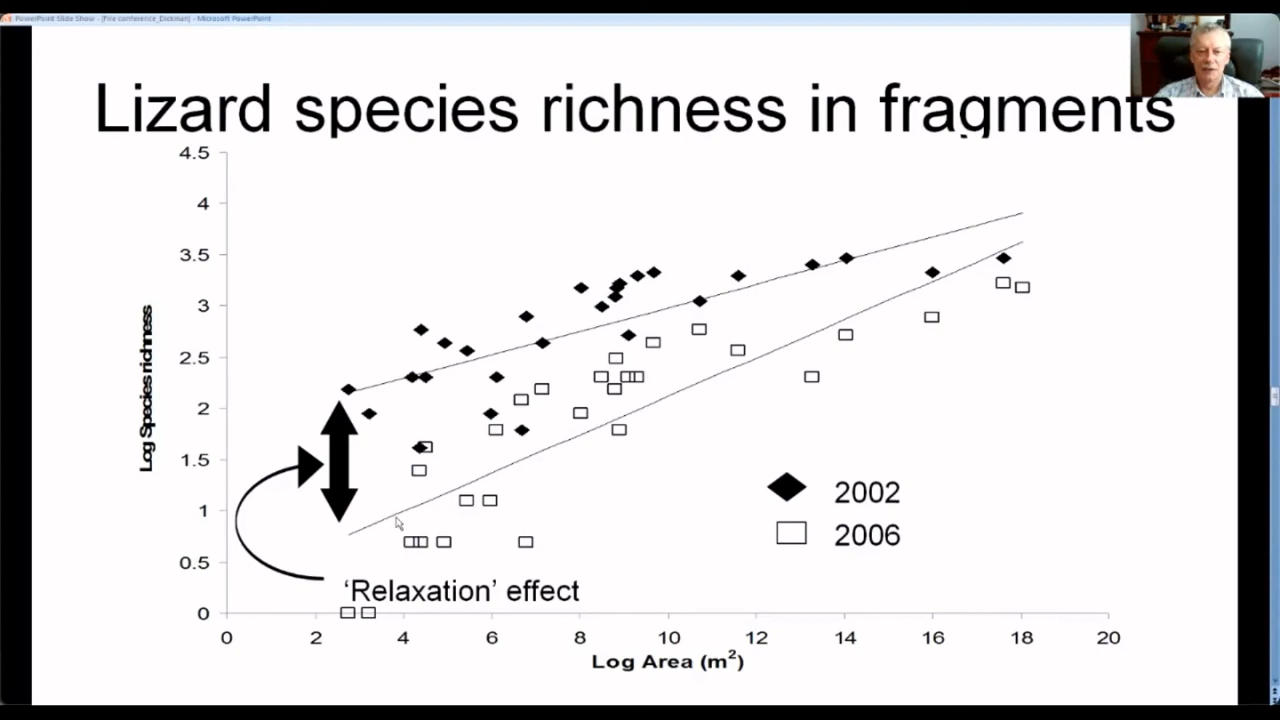 PowerPoint Slide Show - [Fire conference_Dickman] - Microsoft PowerPoint
Lizard species richness in fragments
4.5
4
3.5
3
2.5
2
1.5
1
0.5
0
Log Species richness
2002
2006
‘Relaxation’ effect
0 2 4 6 8 10 12 14 16 18 20
Log Area (m²)